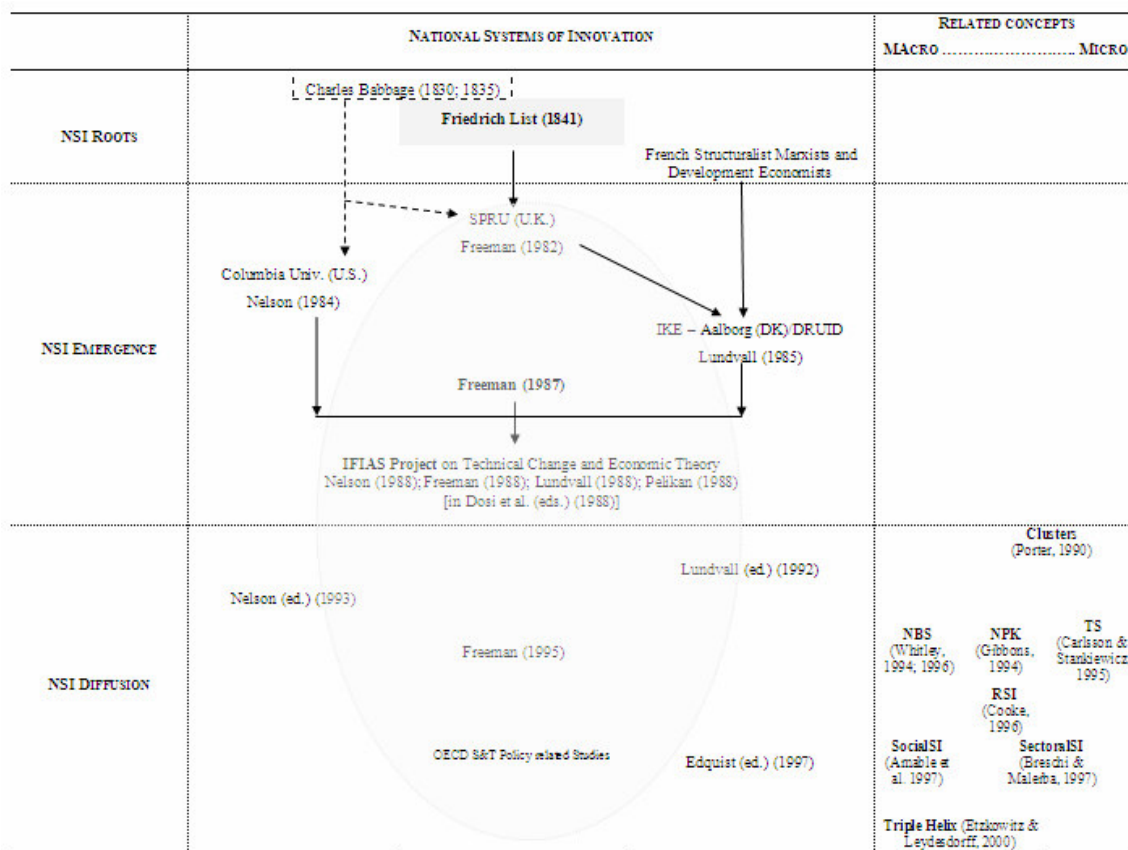 NATIONAL SYSTEMS OF INNOVATION
RELATED CONCEPTS
MACRO ............................ MICRO
NSI ROOTS
Charles Babbage (1830; 1835)
Friedrich List (1841)
French Structuralist Marxists and
Development Economists
NSI EMERGENCE
SPRU (U.K.)
Freeman (1982)
Columbia Univ. (U.S.)
Nelson (1984)
IKE – Aalborg (DK)/DRUID
Lundvall (1985)
Freeman (1987)
IFIAS Project on Technical Change and Economic Theory
Nelson (1988); Freeman (1988); Lundvall (1988); Pelikan (1988)
[in Dosi et al. (eds.) (1988)]
NSI DIFFUSION
Lundvall (ed.) (1992)
Nelson (ed.) (1993)
Freeman (1995)
OECD S&T Policy related Studies
Edquist (ed.) (1997)
Clusters
(Porter, 1990)
NBS
(Whitley,
1994; 1996)
NPK
(Gibbons,
1994)
TS
(Carlsson &
Stankiewicz
1995)
RSI
(Cooke,
1996)
SocialSI
(Amable et
al. 1997)
SectoralSI
(Breschi &
Malerba, 1997)
Triple Helix (Etzkowitz &
Leydesdorff, 2000)